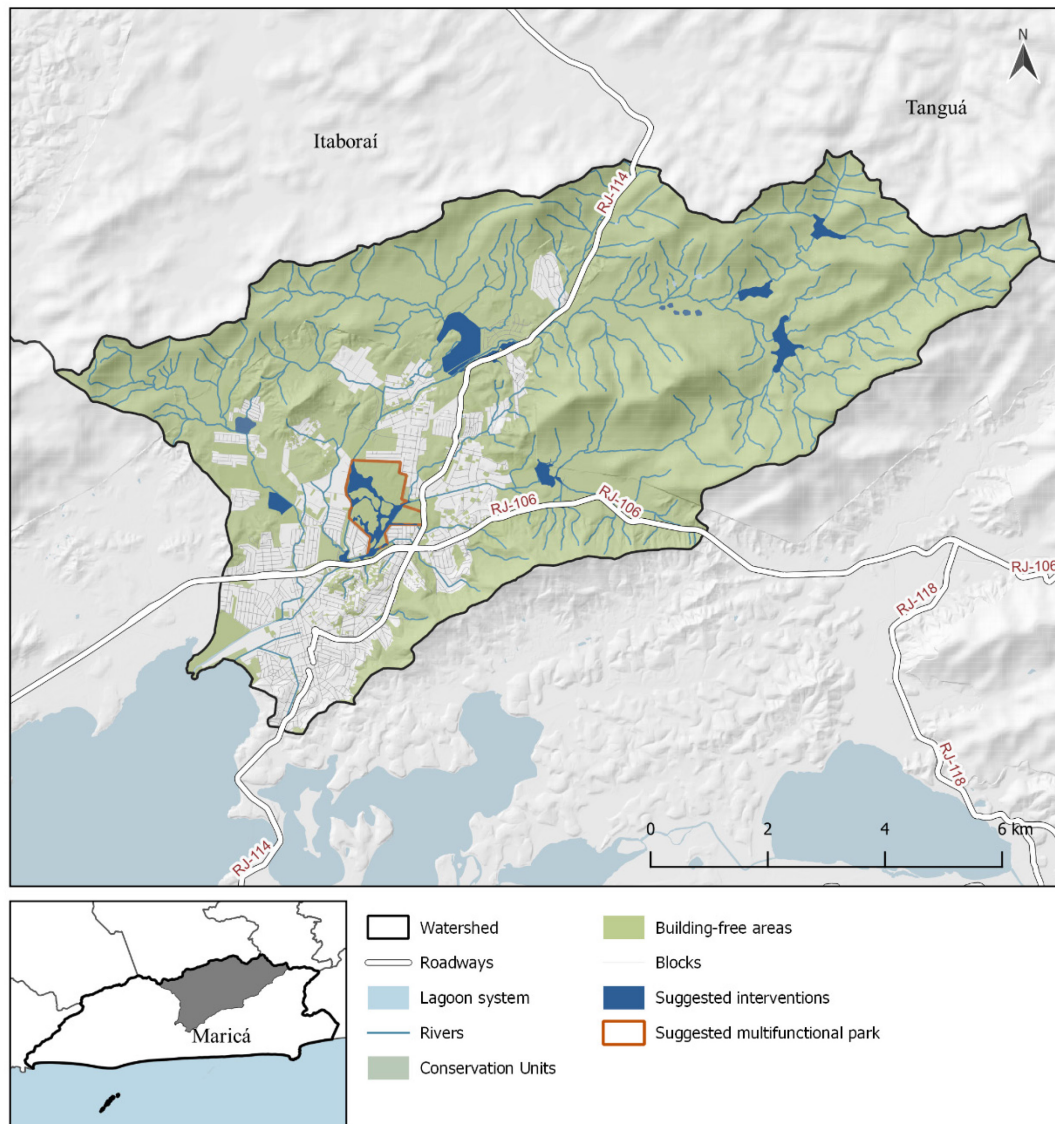 N
Tanguá
Itaboraí
RJ-114
RJ-106
RJ-106
RJ-106
RJ-118
RJ-118
RJ-114
0 2 4 6 km
Watershed
Roadways
Lagoon system
Rivers
Conservation Units
Building-free areas
Blocks
Suggested interventions
Suggested multifunctional park
Maricá